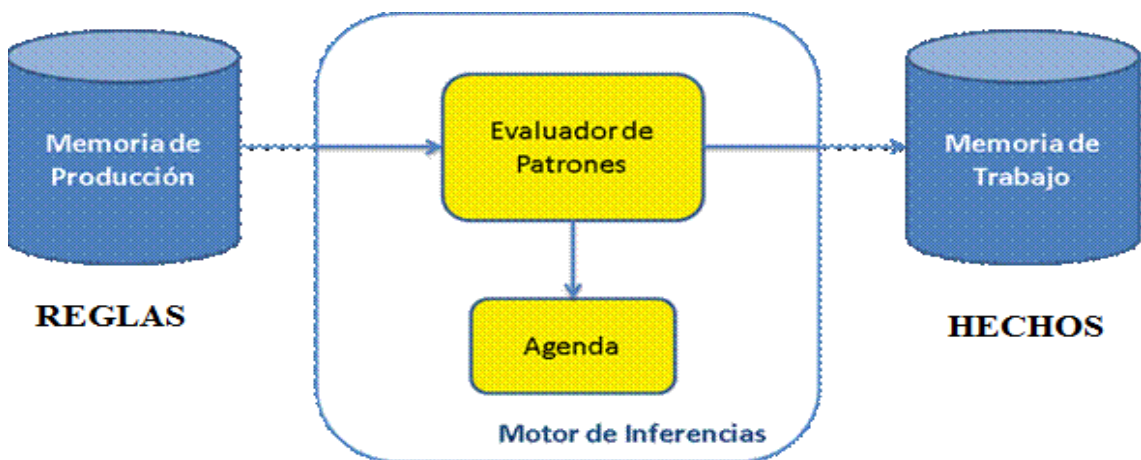 Memoria de
Producción
REGLAS
Evaluador de
Patrones
Agenda
Motor de Inferencias
Memoria de
Trabajo
HECHOS